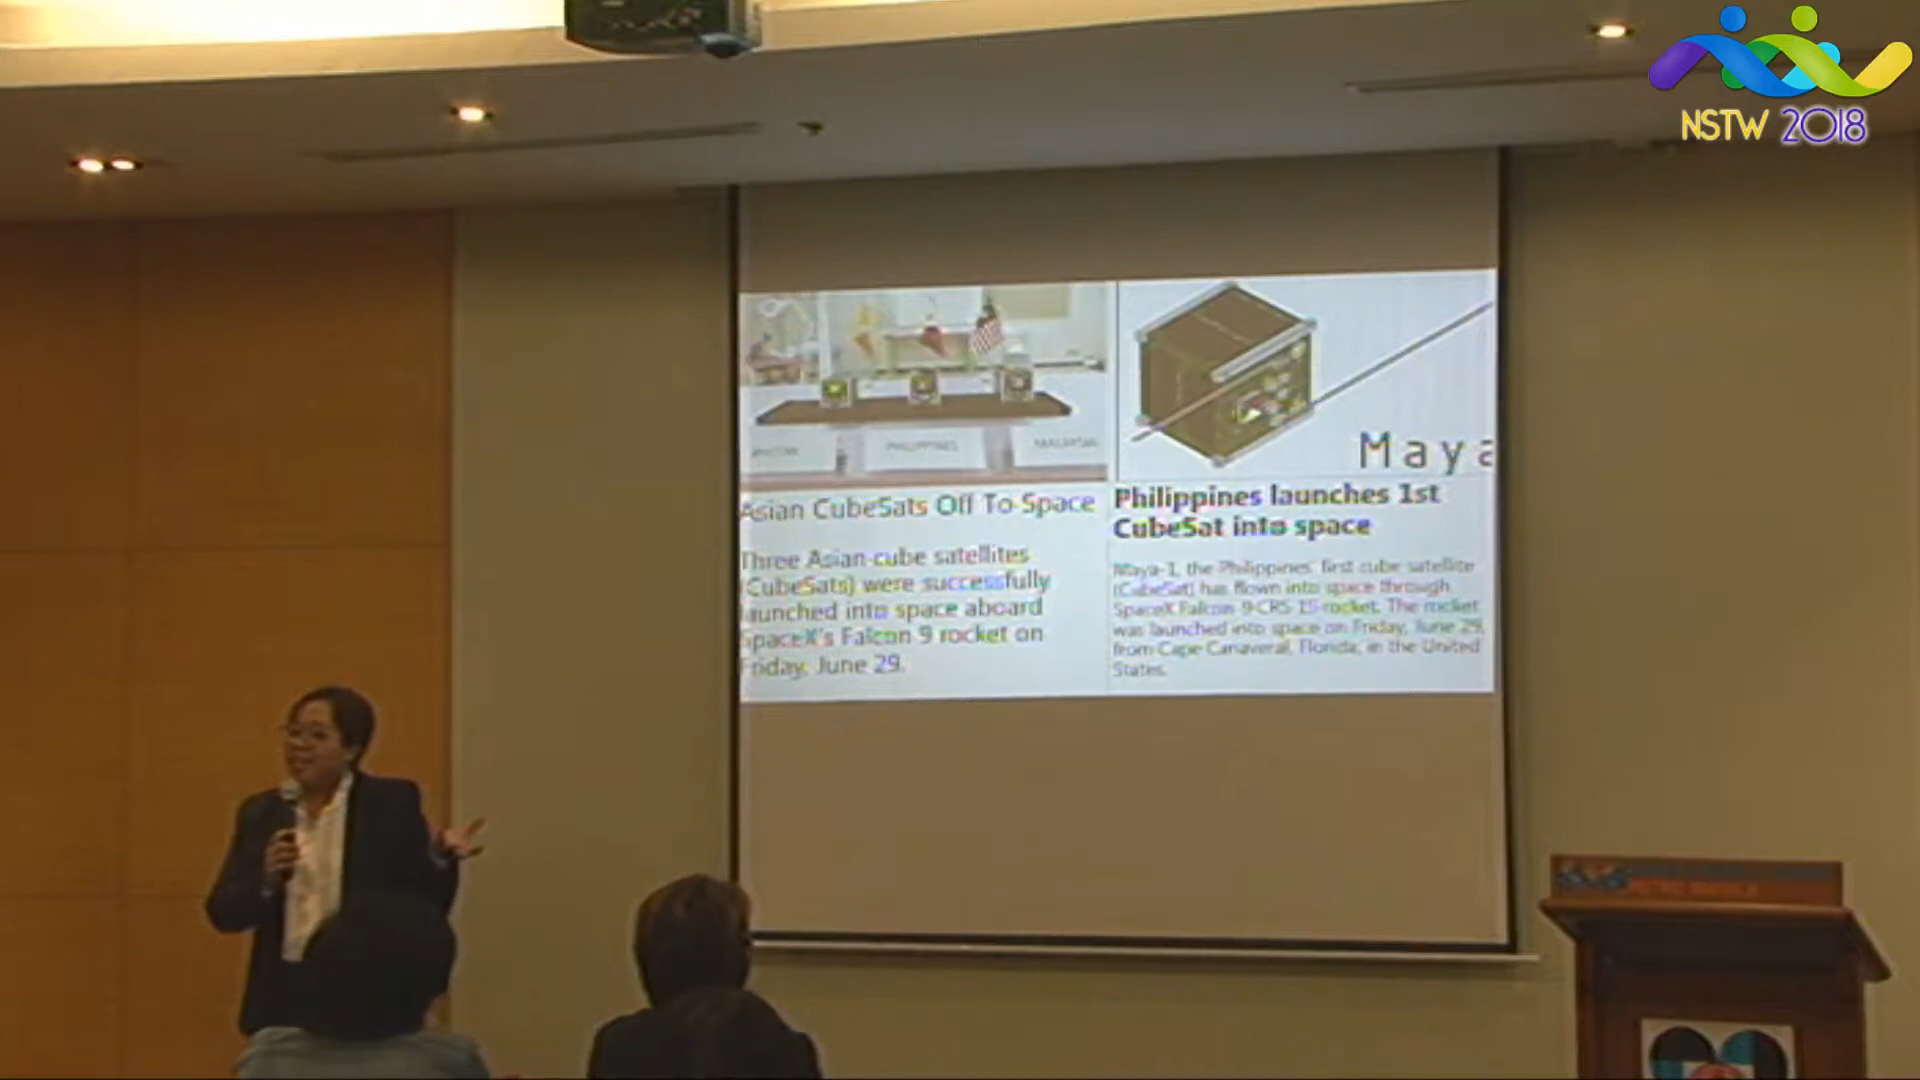 NSTW 2018
PHILIPPINES
MALAYSIA
Maya
Asian CubeSats Off To Space
Three Asian cube satellites
(CubeSats) were successfully
launched into space aboard
SpaceX's Falcon 9 rocket on
Friday, June 29.
Philippines launches 1st
CubeSat into space
Maya-1, the Philippines' first cube satellite
(CubeSat) has flown into space through
SpaceX Falcon 9-CRS 15 rocket. The rocket
was launched into space on Friday, June 29,
from Cape Canaveral, Florida, in the United
States.